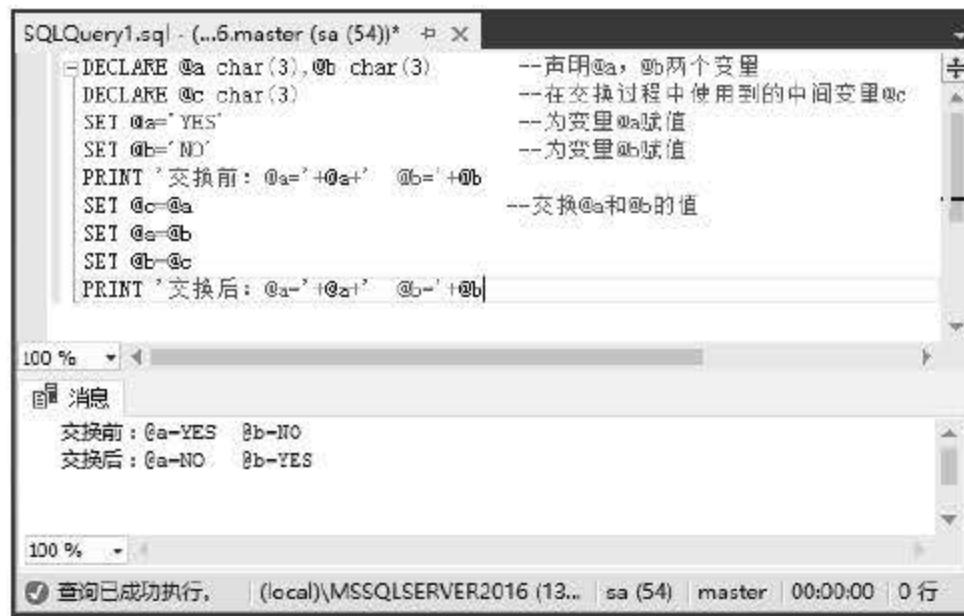 SQLQuery1.sql - (...6.master (sa (54))*
DECLARE @a char(3),@b char(3) --声明@a，@b两个变量
DECLARE @c char(3) --在交换过程中使用到的中间变量@c
SET @a='YES' --为变量@a赋值
SET @b='NO' --为变量@b赋值
PRINT '交换前：@a='+@a+'  @b='+@b
SET @c=@a --交换@a和@b的值
SET @a=@b
SET @b=@c
PRINT '交换后：@a='+@a+'  @b='+@b
100 %
消息
交换前：@a=YES  @b=NO
交换后：@a=NO   @b=YES
100 %
查询已成功执行。 (local)\MSSQLSERVER2016 (13... sa (54) master 00:00:00 0 行